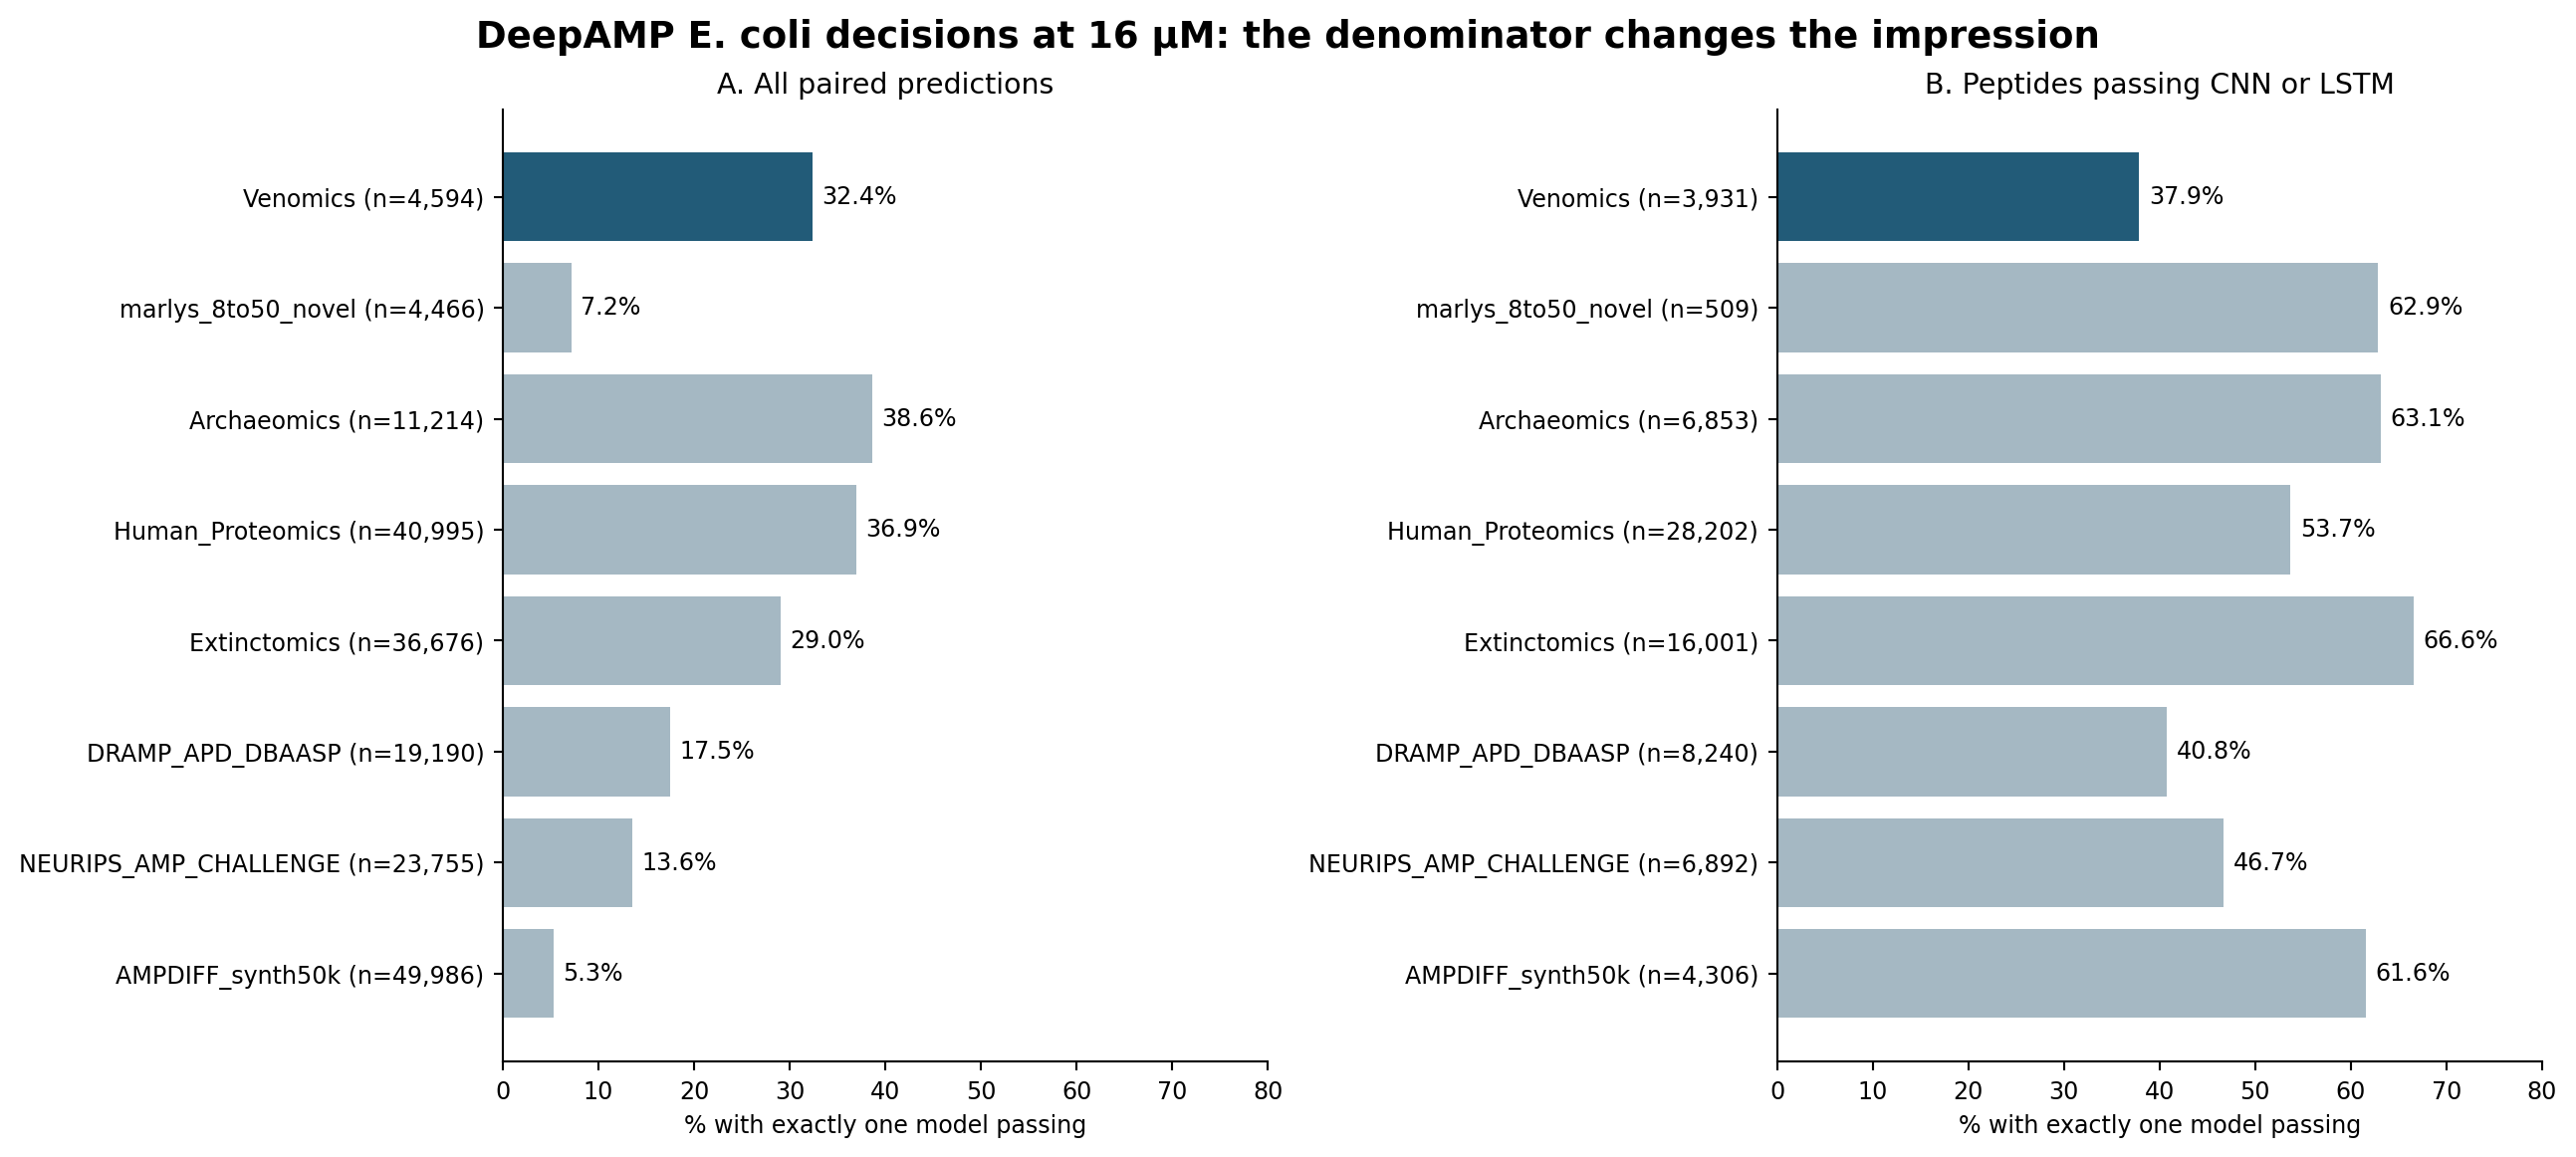 DeepAMP E. coli decisions at 16 µM: the denominator changes the impression
A. All paired predictions
Venomics (n=4,594)
32.4%
marlys_8to50_novel (n=4,466)
7.2%
Archaeomics (n=11,214)
38.6%
Human_Proteomics (n=40,995)
36.9%
Extinctomics (n=36,676)
29.0%
DRAMP_APD_DBAASP (n=19,190)
17.5%
NEURIPS_AMP_CHALLENGE (n=23,755)
13.6%
AMPDIFF_synth50k (n=49,986)
5.3%
0 10 20 30 40 50 60 70 80
% with exactly one model passing
B. Peptides passing CNN or LSTM
Venomics (n=3,931)
37.9%
marlys_8to50_novel (n=509)
62.9%
Archaeomics (n=6,853)
63.1%
Human_Proteomics (n=28,202)
53.7%
Extinctomics (n=16,001)
66.6%
DRAMP_APD_DBAASP (n=8,240)
40.8%
NEURIPS_AMP_CHALLENGE (n=6,892)
46.7%
AMPDIFF_synth50k (n=4,306)
61.6%
0 10 20 30 40 50 60 70 80
% with exactly one model passing